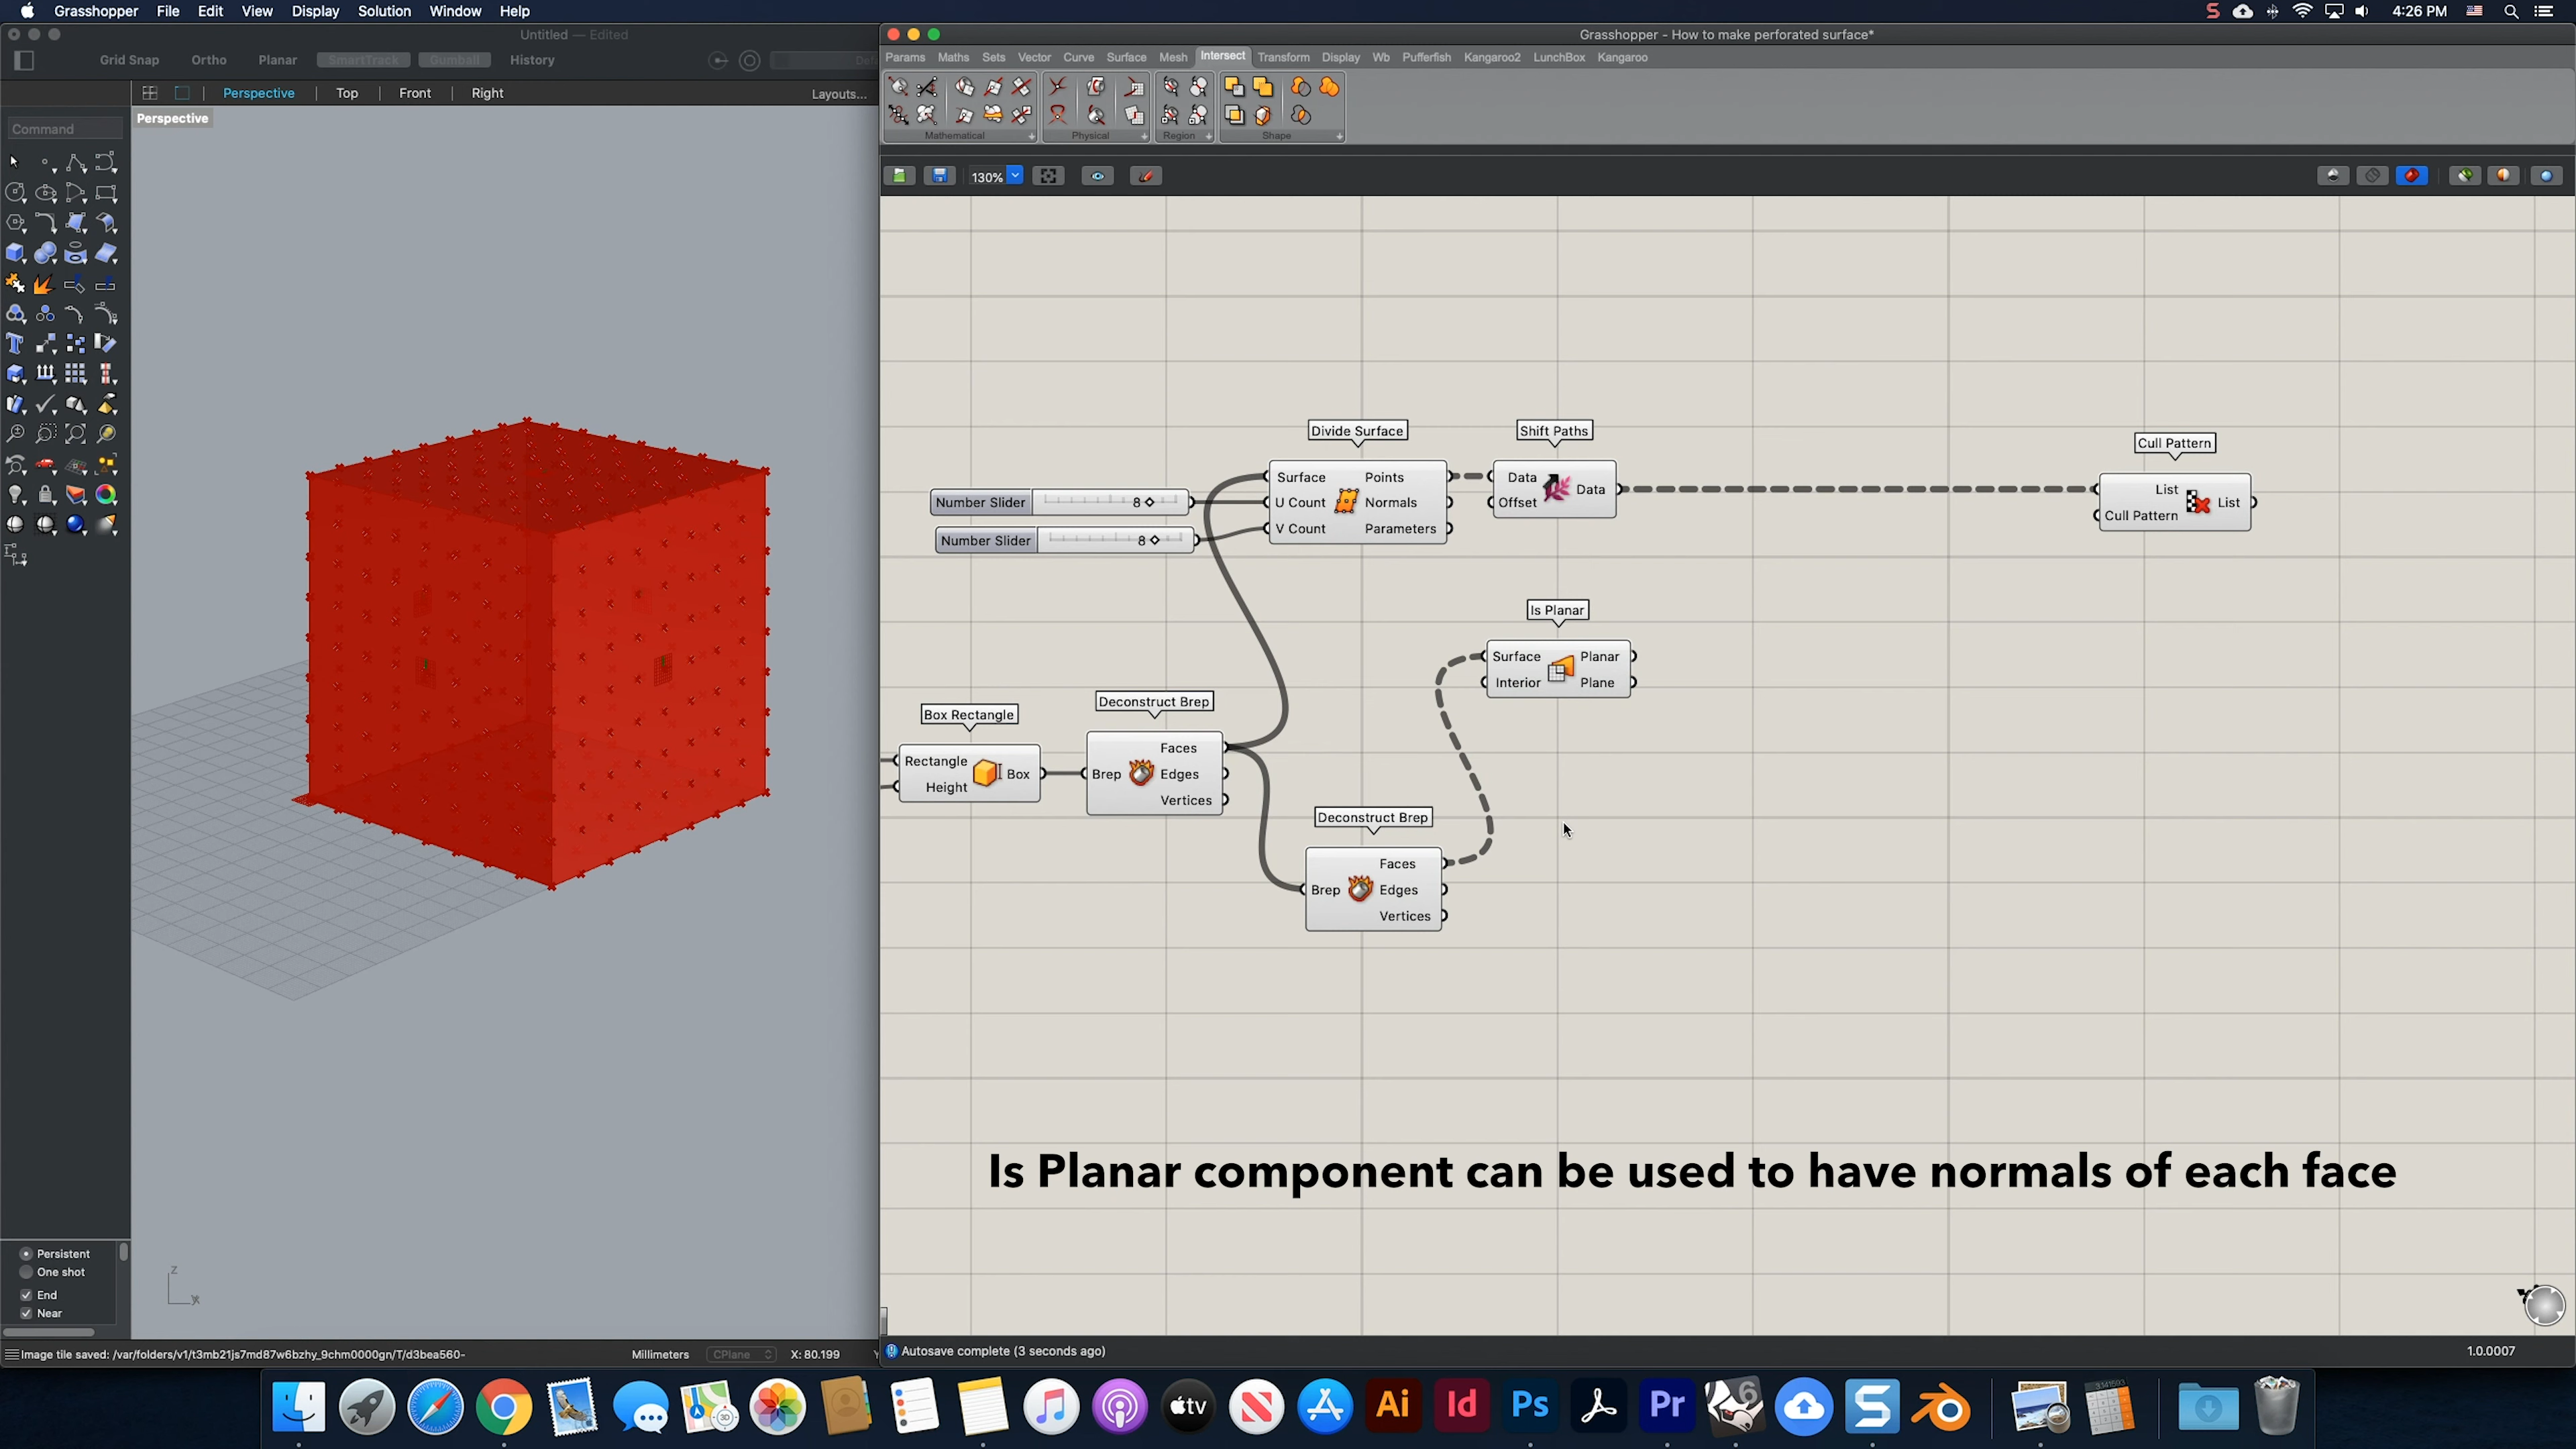 Grasshopper File Edit View Display Solution Window Help
4:26 PM
Untitled — Edited
Grid Snap Ortho Planar SmartTrack Gumball History
Perspective Top Front Right Layouts...
Perspective
Command
Persistent
One shot
End
Near
z
Image tile saved: /var/folders/v1/t3mb21js7md87w6bzhy_9chm0000gn/T/d3bea560-
Millimeters CPlane X: 80.199
Grasshopper - How to make perforated surface*
Params Maths Sets Vector Curve Surface Mesh Intersect Transform Display Wb Pufferfish Kangaroo2 LunchBox Kangaroo
Mathematical Physical Region Shape
130%
Divide Surface
Surface Points
U Count Normals
V Count Parameters
Number Slider 8
Number Slider 8
Shift Paths
Data Data
Offset
Cull Pattern
List List
Cull Pattern
Is Planar
Surface Planar
Interior Plane
Box Rectangle
Rectangle Box
Height
Deconstruct Brep
Faces
Brep Edges
Vertices
Deconstruct Brep
Faces
Brep Edges
Vertices
Is Planar component can be used to have normals of each face
Autosave complete (3 seconds ago)
1.0.0007
tv
Ai
Id
Ps
Pr
6
S